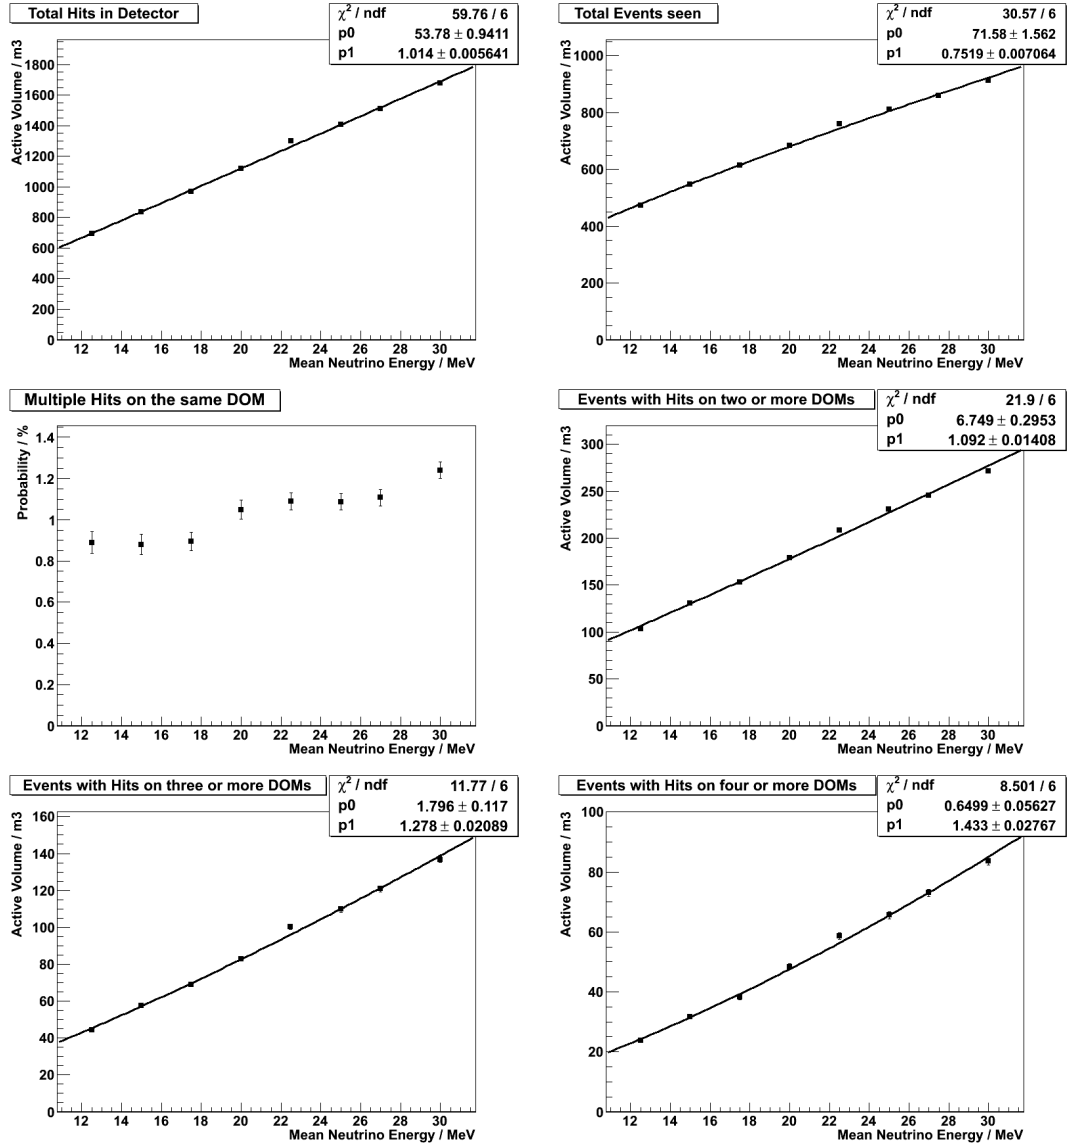 Total Hits in Detector
χ² / ndf 59.76 / 6
p0 53.78 ± 0.9411
p1 1.014 ± 0.005641
Active Volume / m3
1800
1600
1400
1200
1000
800
600
400
200
0
12 14 16 18 20 22 24 26 28 30
Mean Neutrino Energy / MeV
Total Events seen
χ² / ndf 30.57 / 6
p0 71.58 ± 1.562
p1 0.7519 ± 0.007064
Active Volume / m3
1000
800
600
400
200
0
12 14 16 18 20 22 24 26 28 30
Mean Neutrino Energy / MeV
Multiple Hits on the same DOM
Probability / %
1.4
1.2
1
0.8
0.6
0.4
0.2
0
12 14 16 18 20 22 24 26 28 30
Mean Neutrino Energy / MeV
Events with Hits on two or more DOMs
χ² / ndf 21.9 / 6
p0 6.749 ± 0.2953
p1 1.092 ± 0.01408
Active Volume / m3
300
250
200
150
100
50
0
12 14 16 18 20 22 24 26 28 30
Mean Neutrino Energy / MeV
Events with Hits on three or more DOMs
χ² / ndf 11.77 / 6
p0 1.796 ± 0.117
p1 1.278 ± 0.02089
Active Volume / m3
160
140
120
100
80
60
40
20
0
12 14 16 18 20 22 24 26 28 30
Mean Neutrino Energy / MeV
Events with Hits on four or more DOMs
χ² / ndf 8.501 / 6
p0 0.6499 ± 0.05627
p1 1.433 ± 0.02767
Active Volume / m3
100
80
60
40
20
0
12 14 16 18 20 22 24 26 28 30
Mean Neutrino Energy / MeV